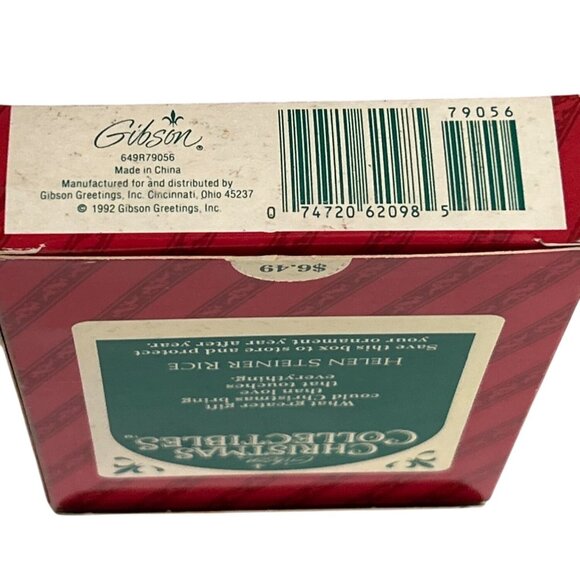 Gibson®
649R79056
Made in China
Manufactured for and distributed by
Gibson Greetings, Inc. Cincinnati, Ohio 45237
© 1992 Gibson Greetings, Inc.
79056
0 74720 62098 5
$6.49
Gibson
CHRISTMAS
COLLECTIBLES
What greater gift
could Christmas bring
than love
that touches
everything.
HELEN STEINER RICE
Save this box to store and protect
your ornament year after year.